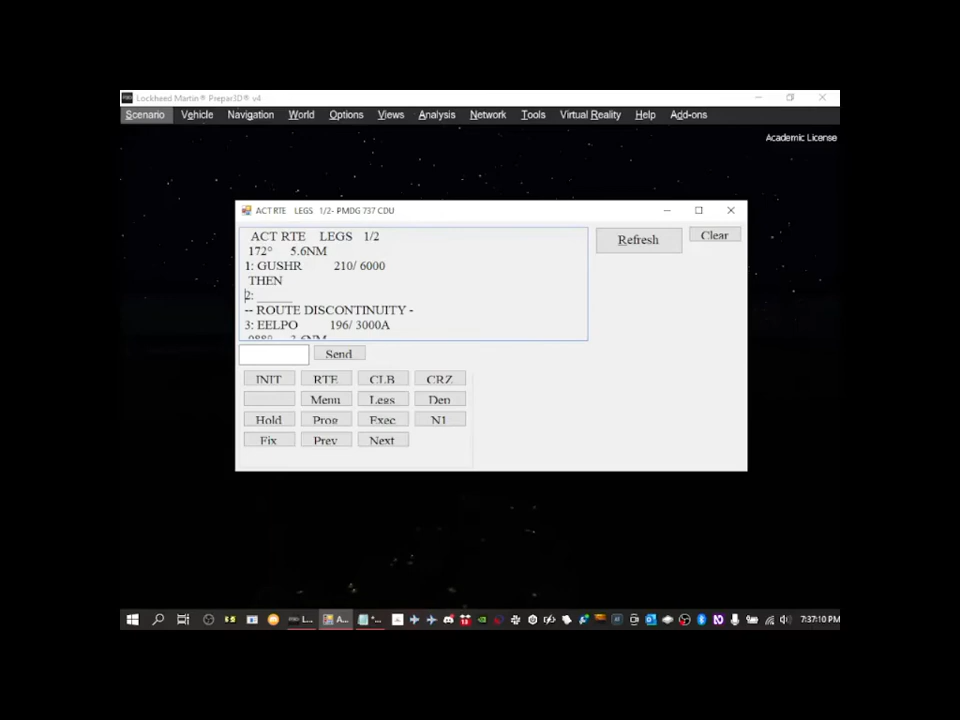 Lockheed Martin® Prepar3D® v4
Scenario Vehicle Navigation World Options Views Analysis Network Tools Virtual Reality Help Add-ons
Academic License
ACT RTE LEGS 1/2- PMDG 737 CDU
ACT RTE LEGS 1/2
172° 5.6NM
1: GUSHR 210/ 6000
THEN
2: _____
-- ROUTE DISCONTINUITY -
3: EELPO 196/ 3000A
Refresh
Clear
Send
INIT RTE CLB CRZ
Menu Legs Dep
Hold Prog Exec N1
Fix Prev Next
L... A... *...
7:37:10 PM